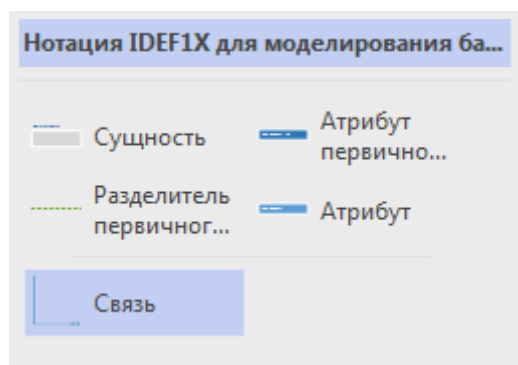 Нотация IDEF1X для моделирования ба...
Сущность
Атрибут
первично...
Разделитель
первичног...
Атрибут
Связь